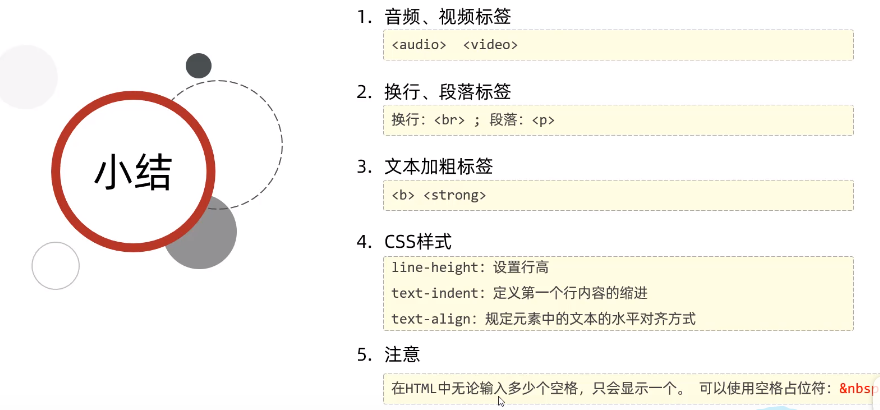 小结
1. 音频、视频标签
<audio> <video>
2. 换行、段落标签
换行：<br> ; 段落：<p>
3. 文本加粗标签
<b> <strong>
4. CSS样式
line-height：设置行高
text-indent：定义第一个行内容的缩进
text-align：规定元素中的文本的水平对齐方式
5. 注意
在HTML中无论输入多少个空格，只会显示一个。 可以使用空格占位符：&nbsp